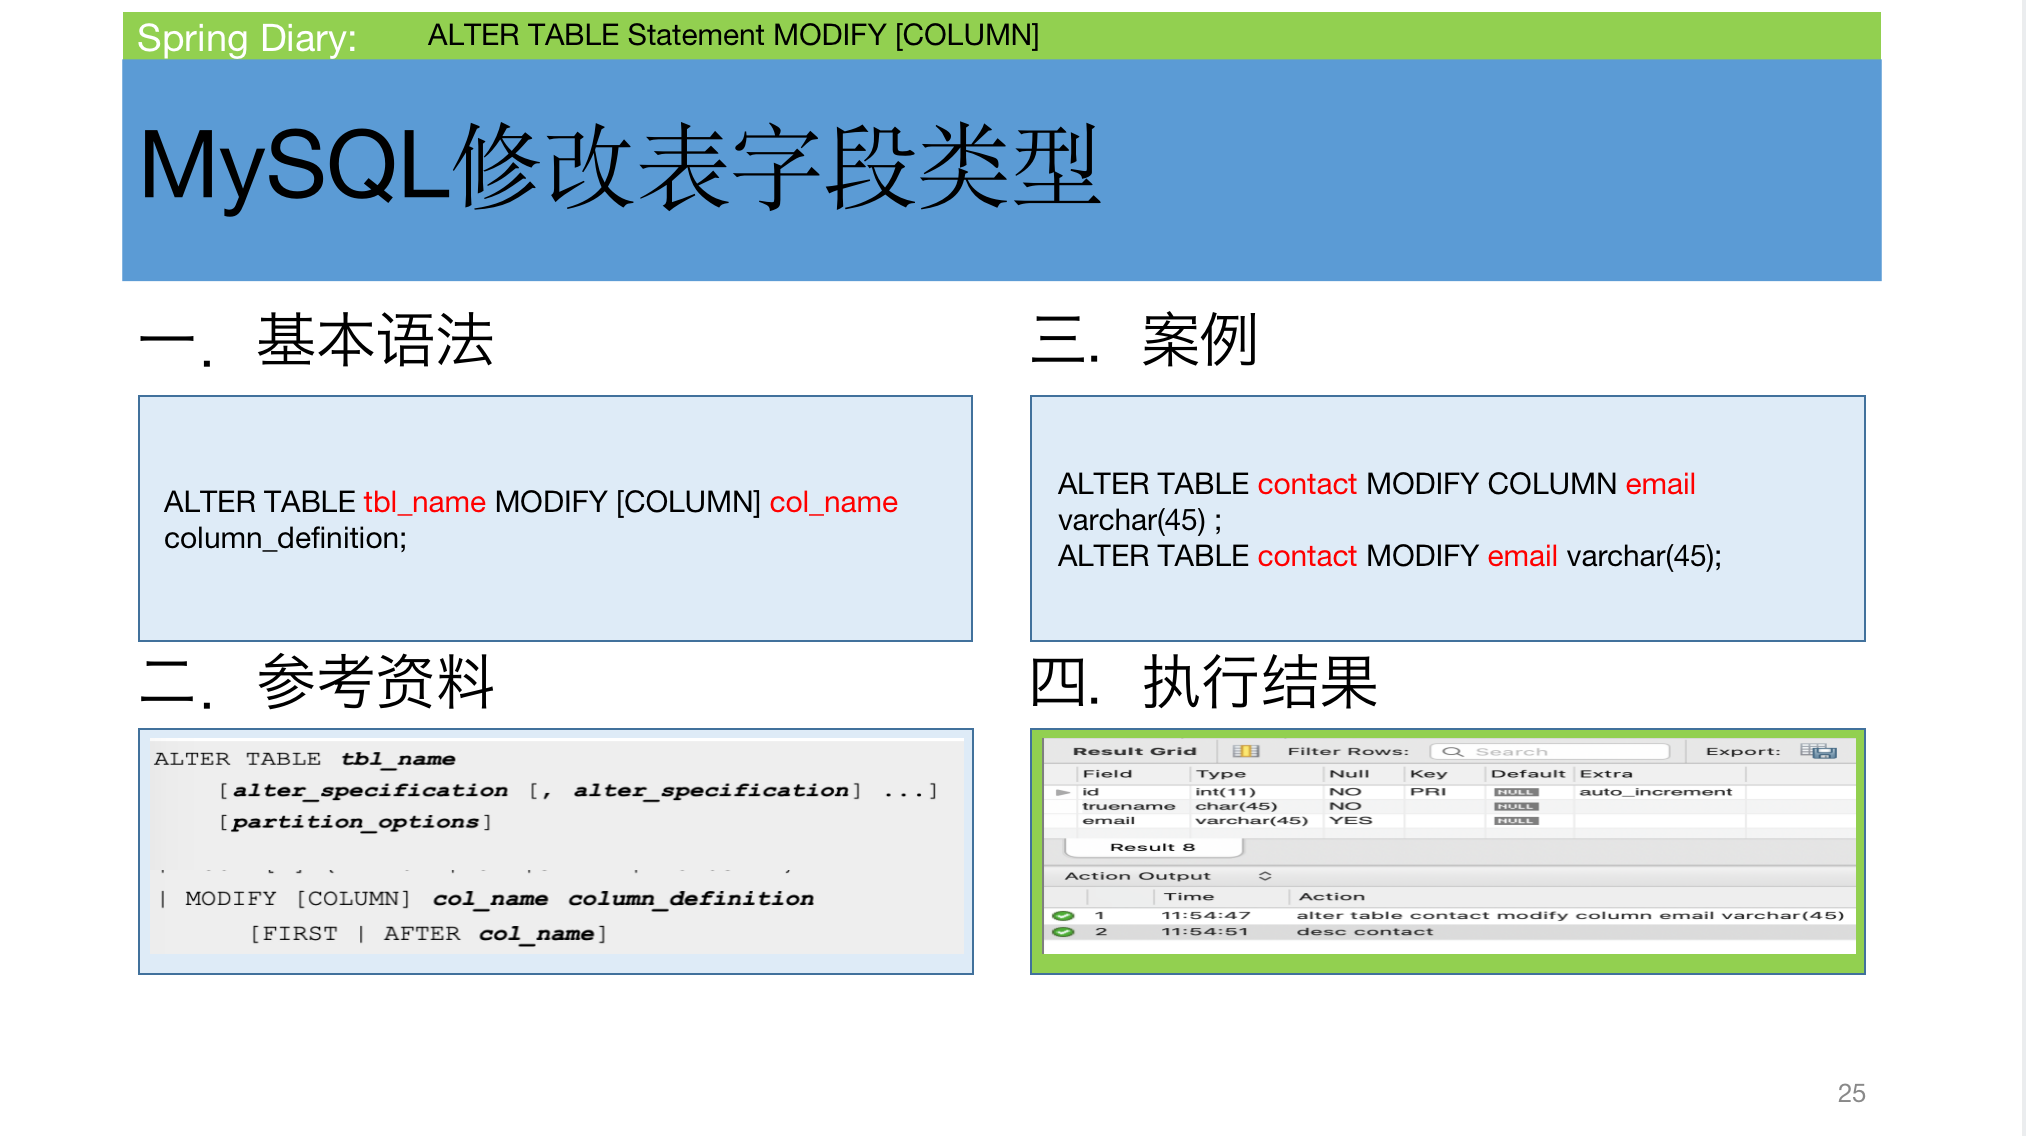 Spring Diary: ALTER TABLE Statement MODIFY [COLUMN]
MySQL修改表字段类型
一. 基本语法
ALTER TABLE tbl_name MODIFY [COLUMN] col_name
column_definition;
二. 参考资料
ALTER TABLE tbl_name
[alter_specification [, alter_specification] ...]
[partition_options]
| MODIFY [COLUMN] col_name column_definition
[FIRST | AFTER col_name]
三. 案例
ALTER TABLE contact MODIFY COLUMN email
varchar(45) ;
ALTER TABLE contact MODIFY email varchar(45);
四. 执行结果
Result Grid Filter Rows: Search Export:
Field Type Null Key Default Extra
id int(11) NO PRI NULL auto_increment
truename char(45) NO NULL
email varchar(45) YES NULL
Result 8
Action Output
Time Action
1 11:54:47 alter table contact modify column email varchar(45)
2 11:54:51 desc contact
25